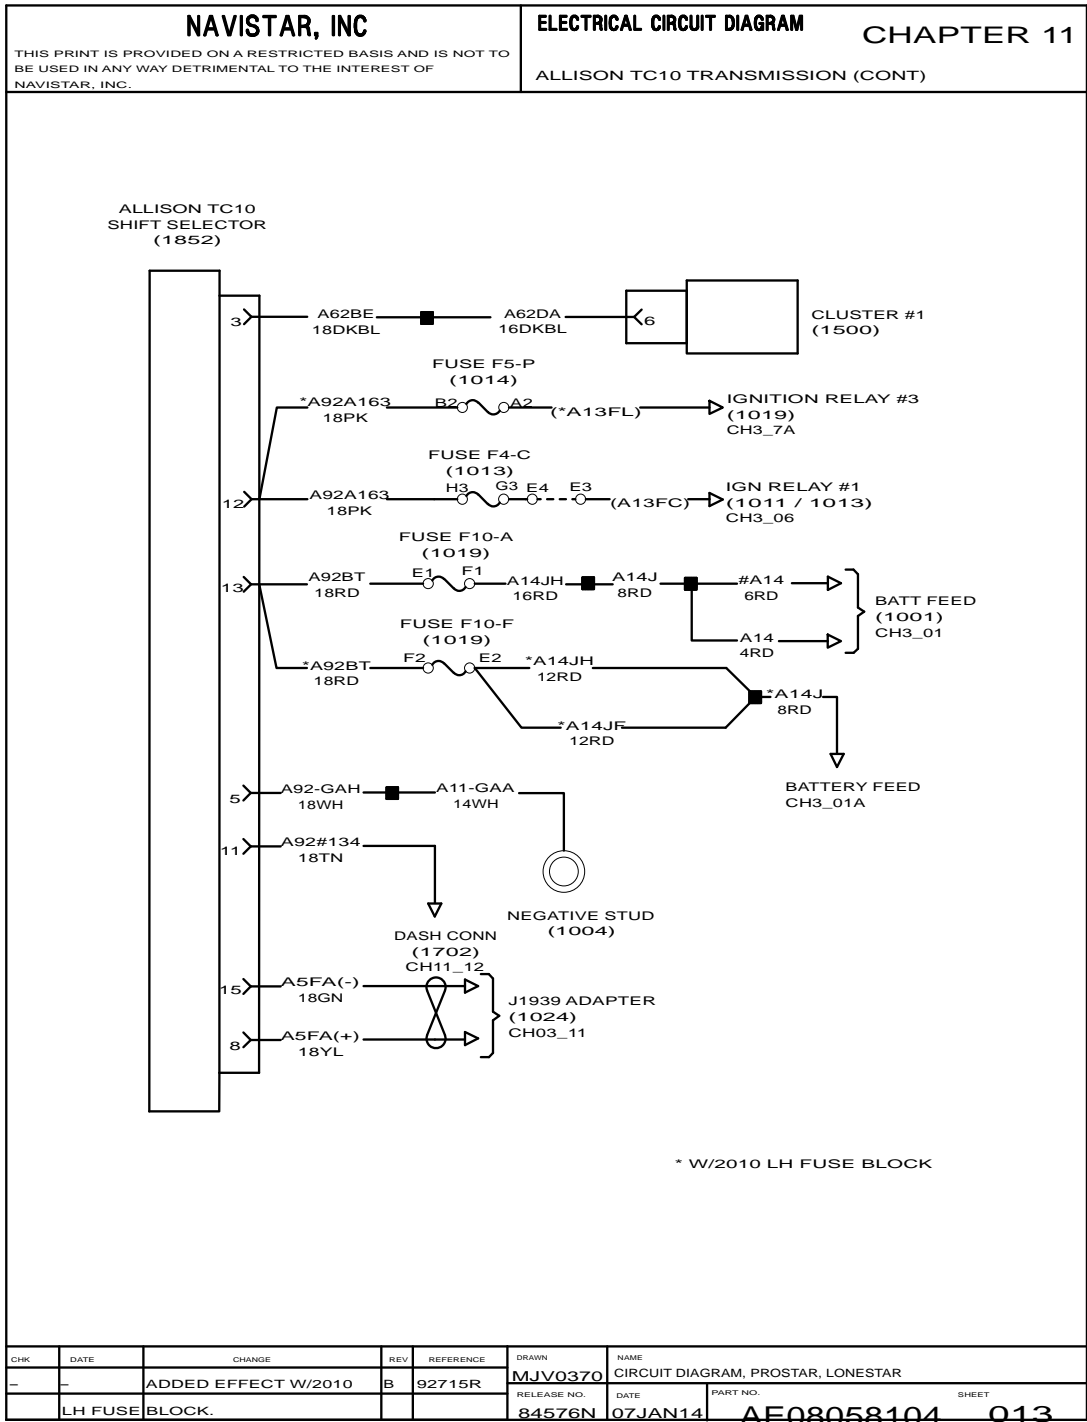 NAVISTAR, INC
THIS PRINT IS PROVIDED ON A RESTRICTED BASIS AND IS NOT TO
BE USED IN ANY WAY DETRIMENTAL TO THE INTEREST OF
NAVISTAR, INC.
ELECTRICAL CIRCUIT DIAGRAM
CHAPTER 11
ALLISON TC10 TRANSMISSION (CONT)
ALLISON TC10
SHIFT SELECTOR
(1852)
3
A62BE
18DKBL
A62DA
16DKBL
6
CLUSTER #1
(1500)
FUSE F5-P
(1014)
*A92A163
18PK
B2
A2
(*A13FL)
IGNITION RELAY #3
(1019)
CH3_7A
FUSE F4-C
(1013)
12
A92A163
18PK
H3
G3
E4
E3
(A13FC)
IGN RELAY #1
(1011 / 1013)
CH3_06
FUSE F10-A
(1019)
13
A92BT
18RD
E1
F1
A14JH
16RD
A14J
8RD
#A14
6RD
A14
4RD
BATT FEED
(1001)
CH3_01
FUSE F10-F
(1019)
*A92BT
18RD
F2
E2
*A14JH
12RD
*A14JF
12RD
*A14J
8RD
BATTERY FEED
CH3_01A
5
A92-GAH
18WH
A11-GAA
14WH
NEGATIVE STUD
(1004)
11
A92#134
18TN
DASH CONN
(1702)
CH11_12
15
A5FA(-)
18GN
8
A5FA(+)
18YL
J1939 ADAPTER
(1024)
CH03_11
* W/2010 LH FUSE BLOCK
CHK DATE CHANGE REV REFERENCE
- - ADDED EFFECT W/2010 B 92715R
LH FUSE BLOCK.
DRAWN
MJV0370
NAME
CIRCUIT DIAGRAM, PROSTAR, LONESTAR
RELEASE NO.
84576N
DATE
07JAN14
PART NO.
AE08058104
SHEET
013